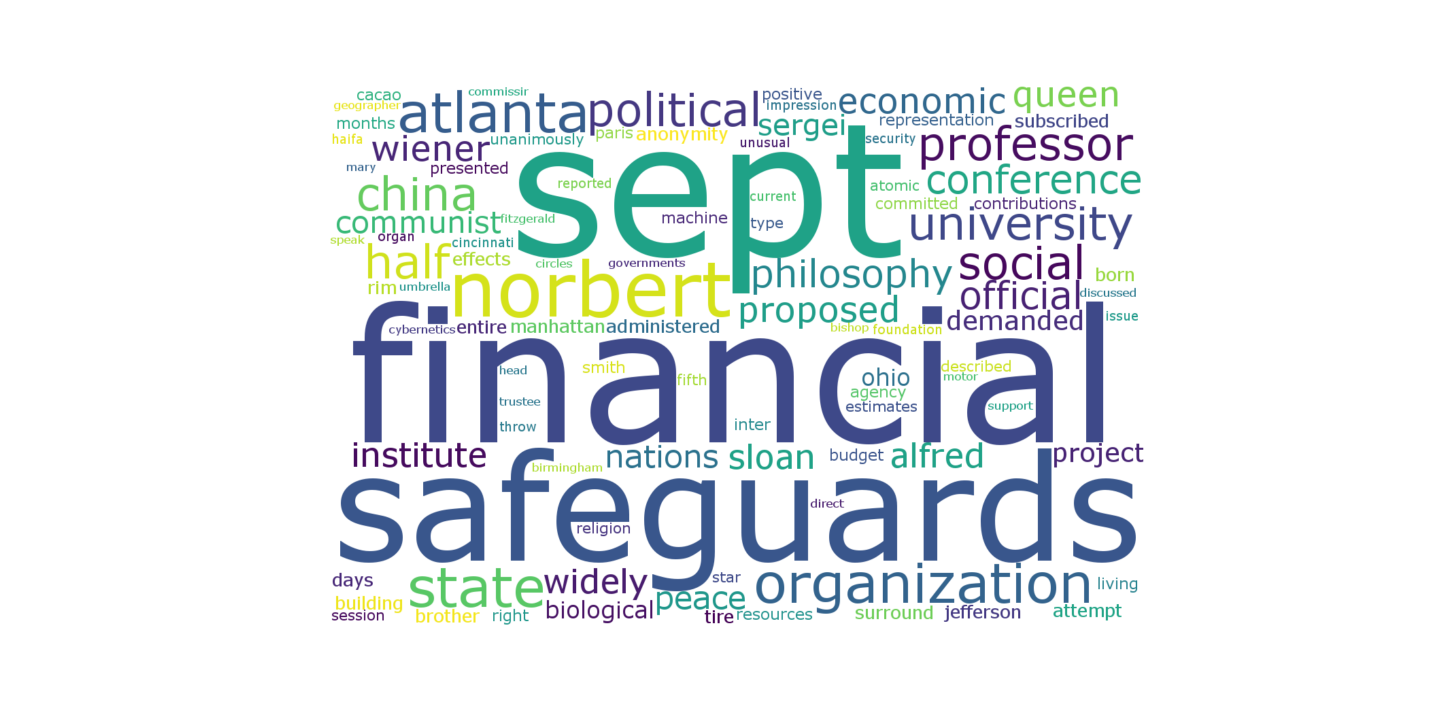 cacao commissir positive
geographer atlanta political impression economic queen
months unanimously paris anonymity sergei representation subscribed
haifa wiener unusual security professor
mary presented sept
china reported current atomic conference
communist fitzgerald machine type committed contributions
speak organ cincinnati university
half effects circles governments social
rim umbrella norbert philosophy official born
discussed
proposed demanded issue
cybernetics entire manhattan administered bishop foundation
financial
head smith fifth ohio described motor
trustee agency estimates support
throw inter
institute nations sloan budget alfred project
birmingham
safeguards
religion direct
days state widely star organization living
building biological peace
session brother right tire resources surround jefferson attempt